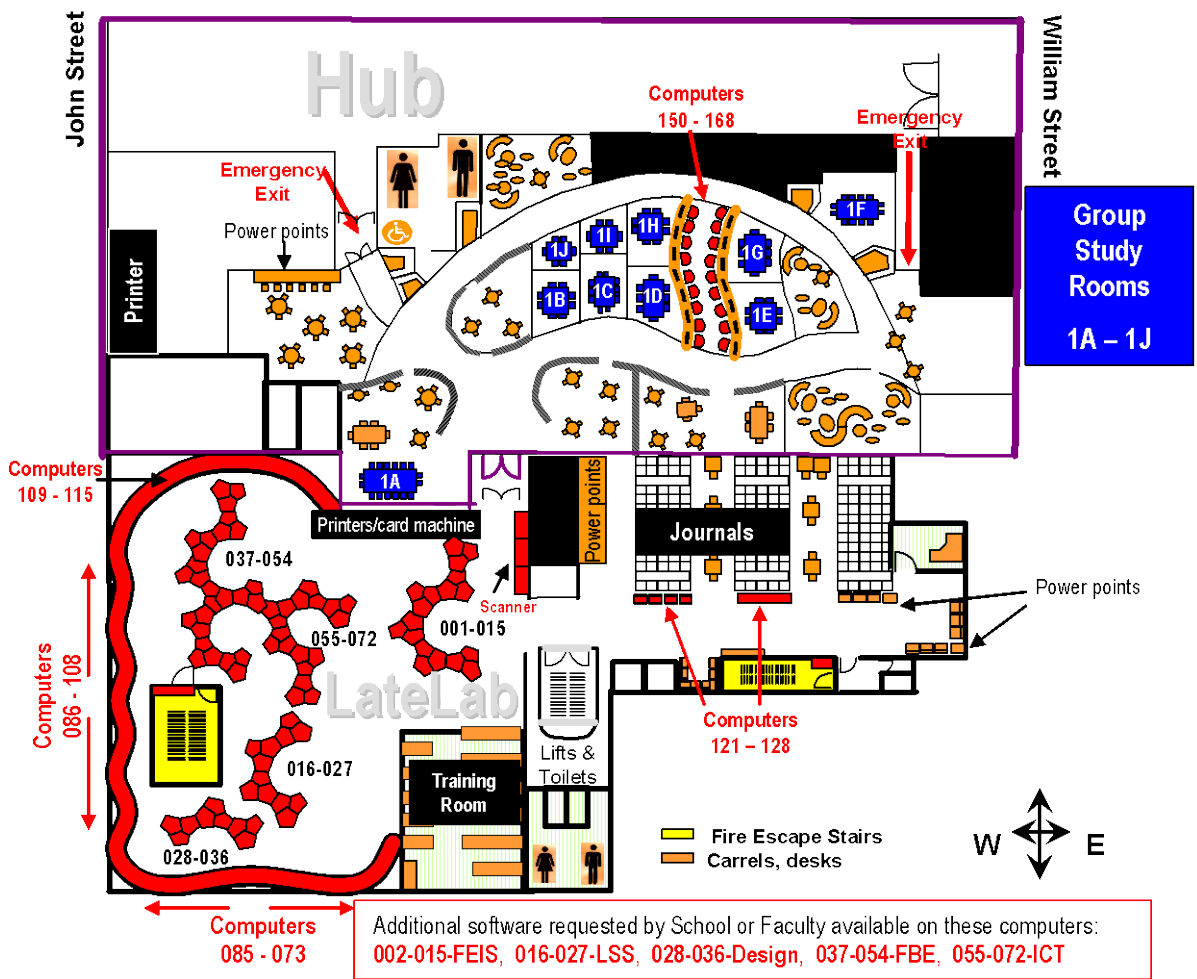 John Street
Hub
William Street
Computers
150 - 168
Emergency
Exit
Emergency
Exit
Power points
Printer
1F
1J
1I
1H
1G
1B
1C
1D
1E
Group
Study
Rooms
1A – 1J
Computers
109 - 115
1A
Printers/card machine
Power points
Journals
037-054
Scanner
001-015
055-072
Power points
Computers
086 - 108
LateLab
016-027
028-036
Training
Room
Lifts &
Toilets
Computers
121 – 128
Fire Escape Stairs
Carrels, desks
W
E
Computers
085 - 073
Additional software requested by School or Faculty available on these computers:
002-015-FEIS, 016-027-LSS, 028-036-Design, 037-054-FBE, 055-072-ICT